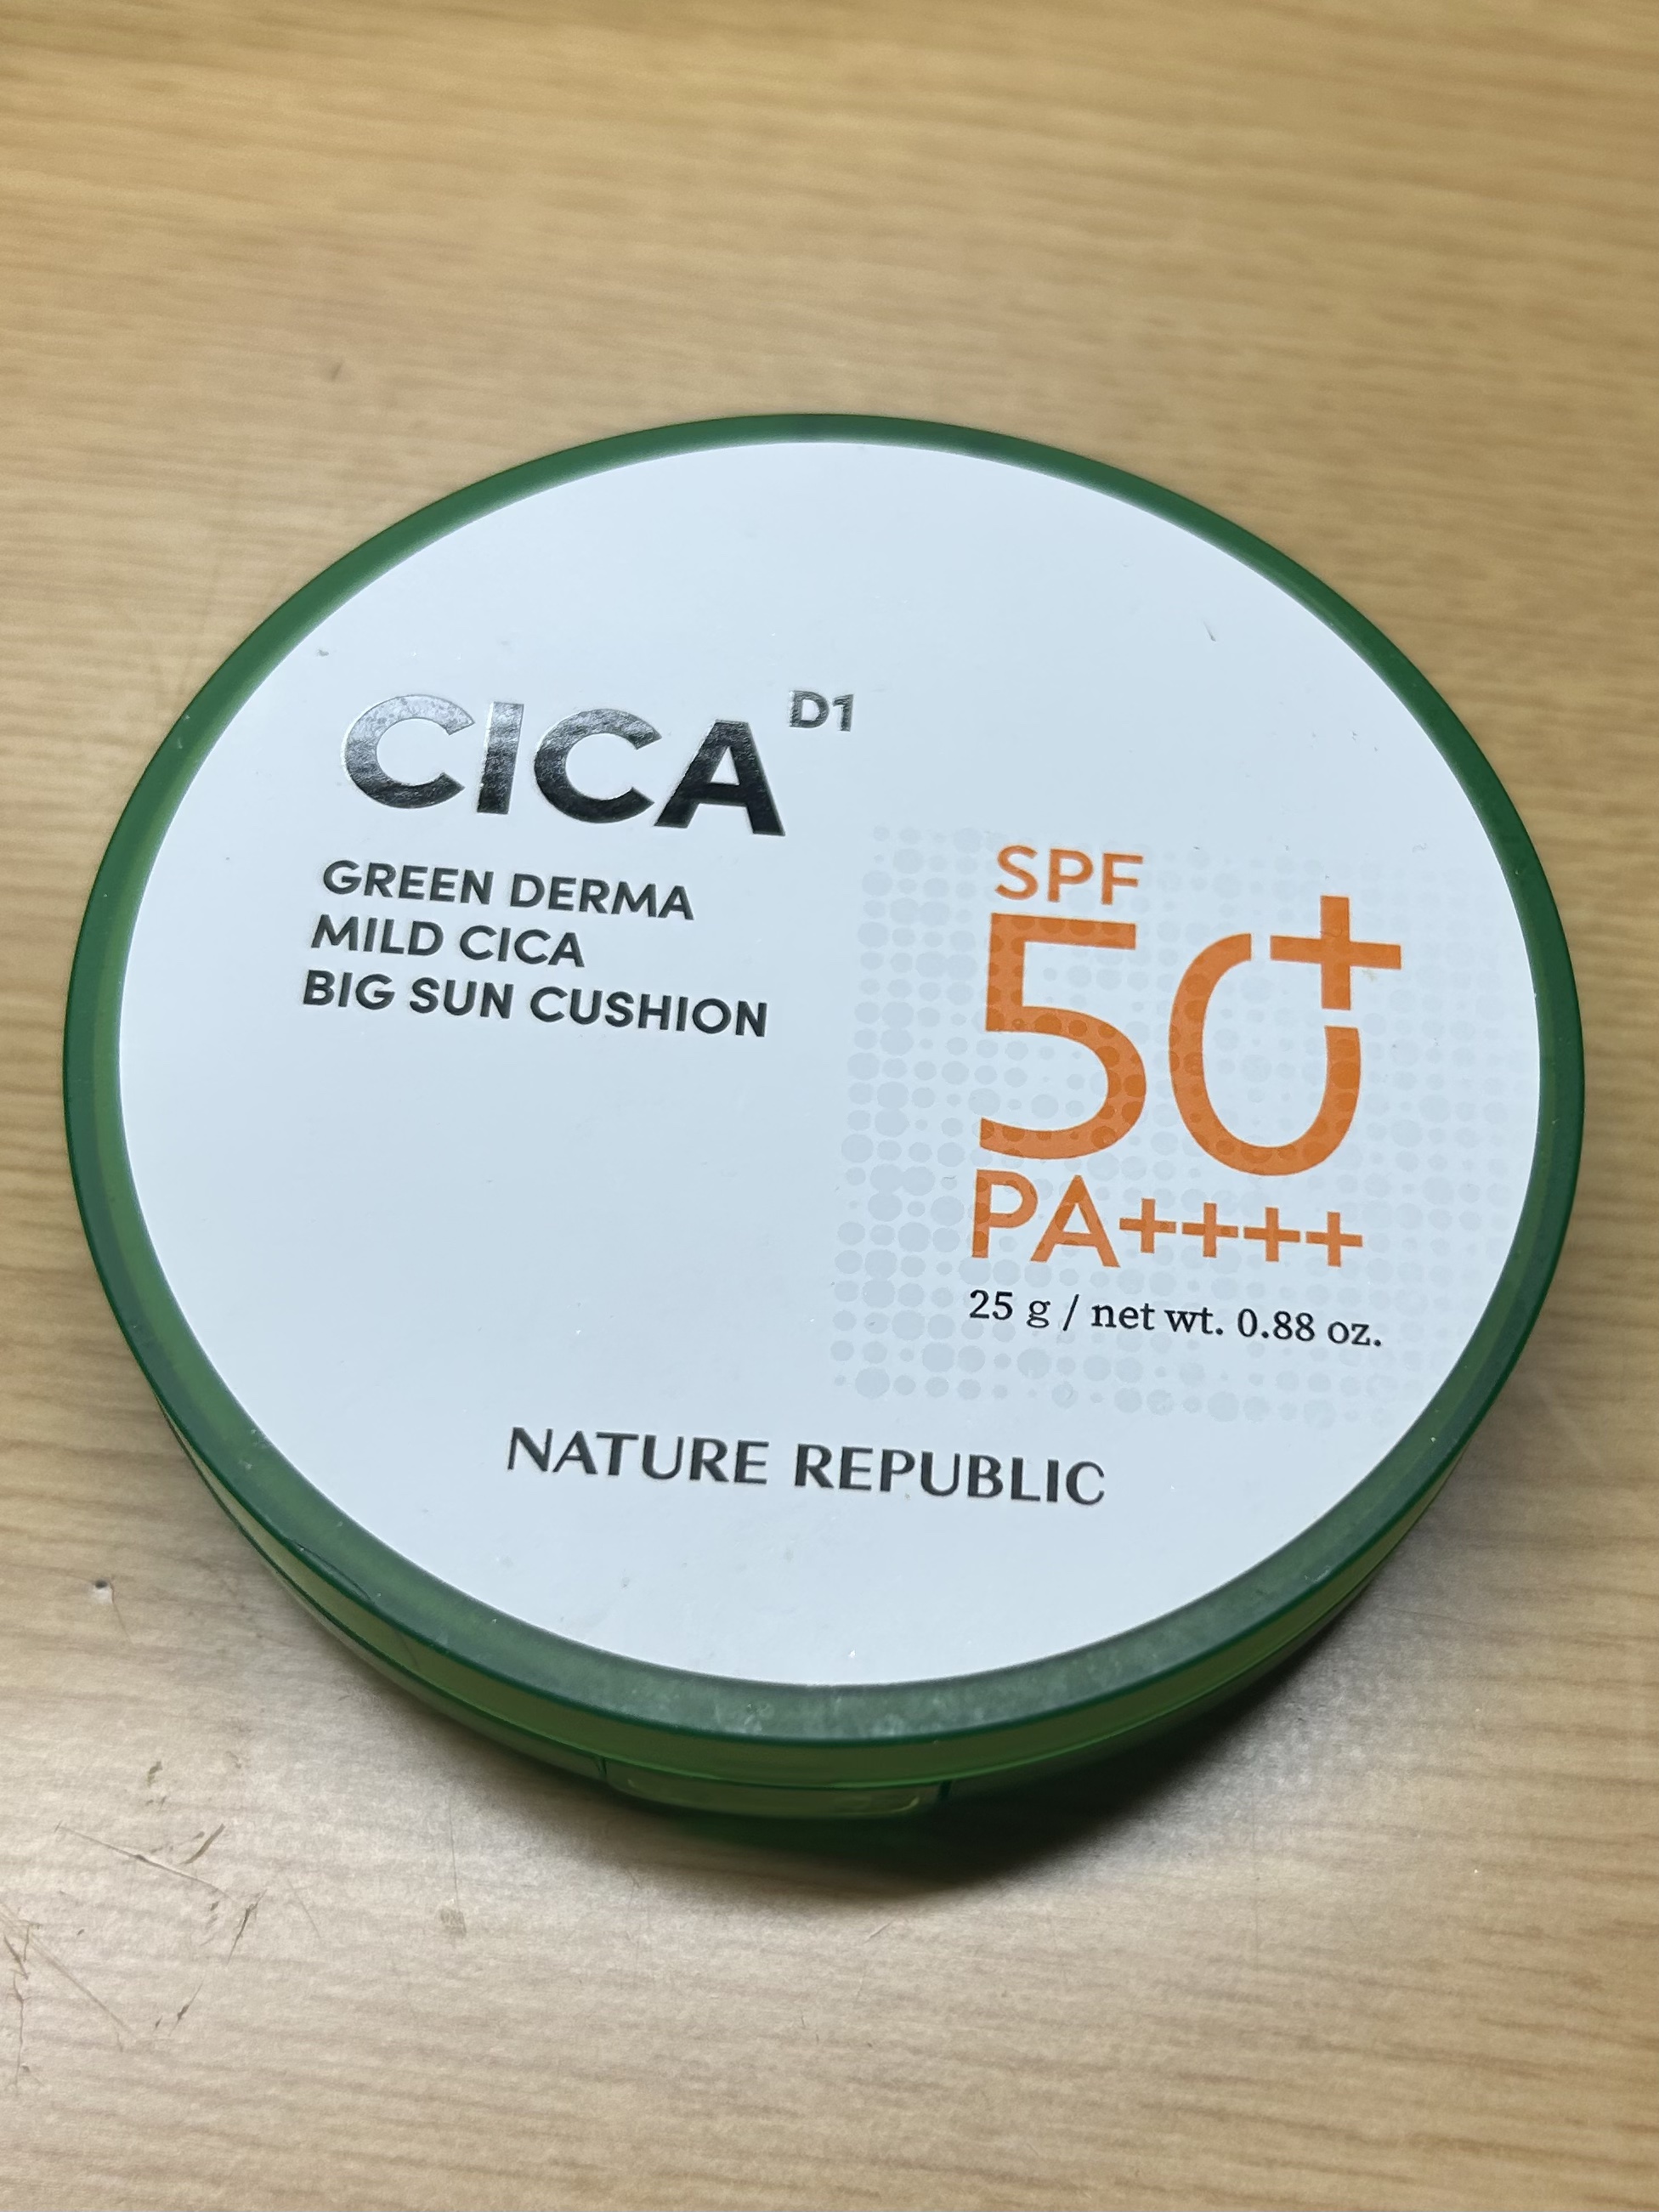 CICA D1
GREEN DERMA
MILD CICA
BIG SUN CUSHION
SPF
50+
PA++++
25 g / net wt. 0.88 oz.
NATURE REPUBLIC